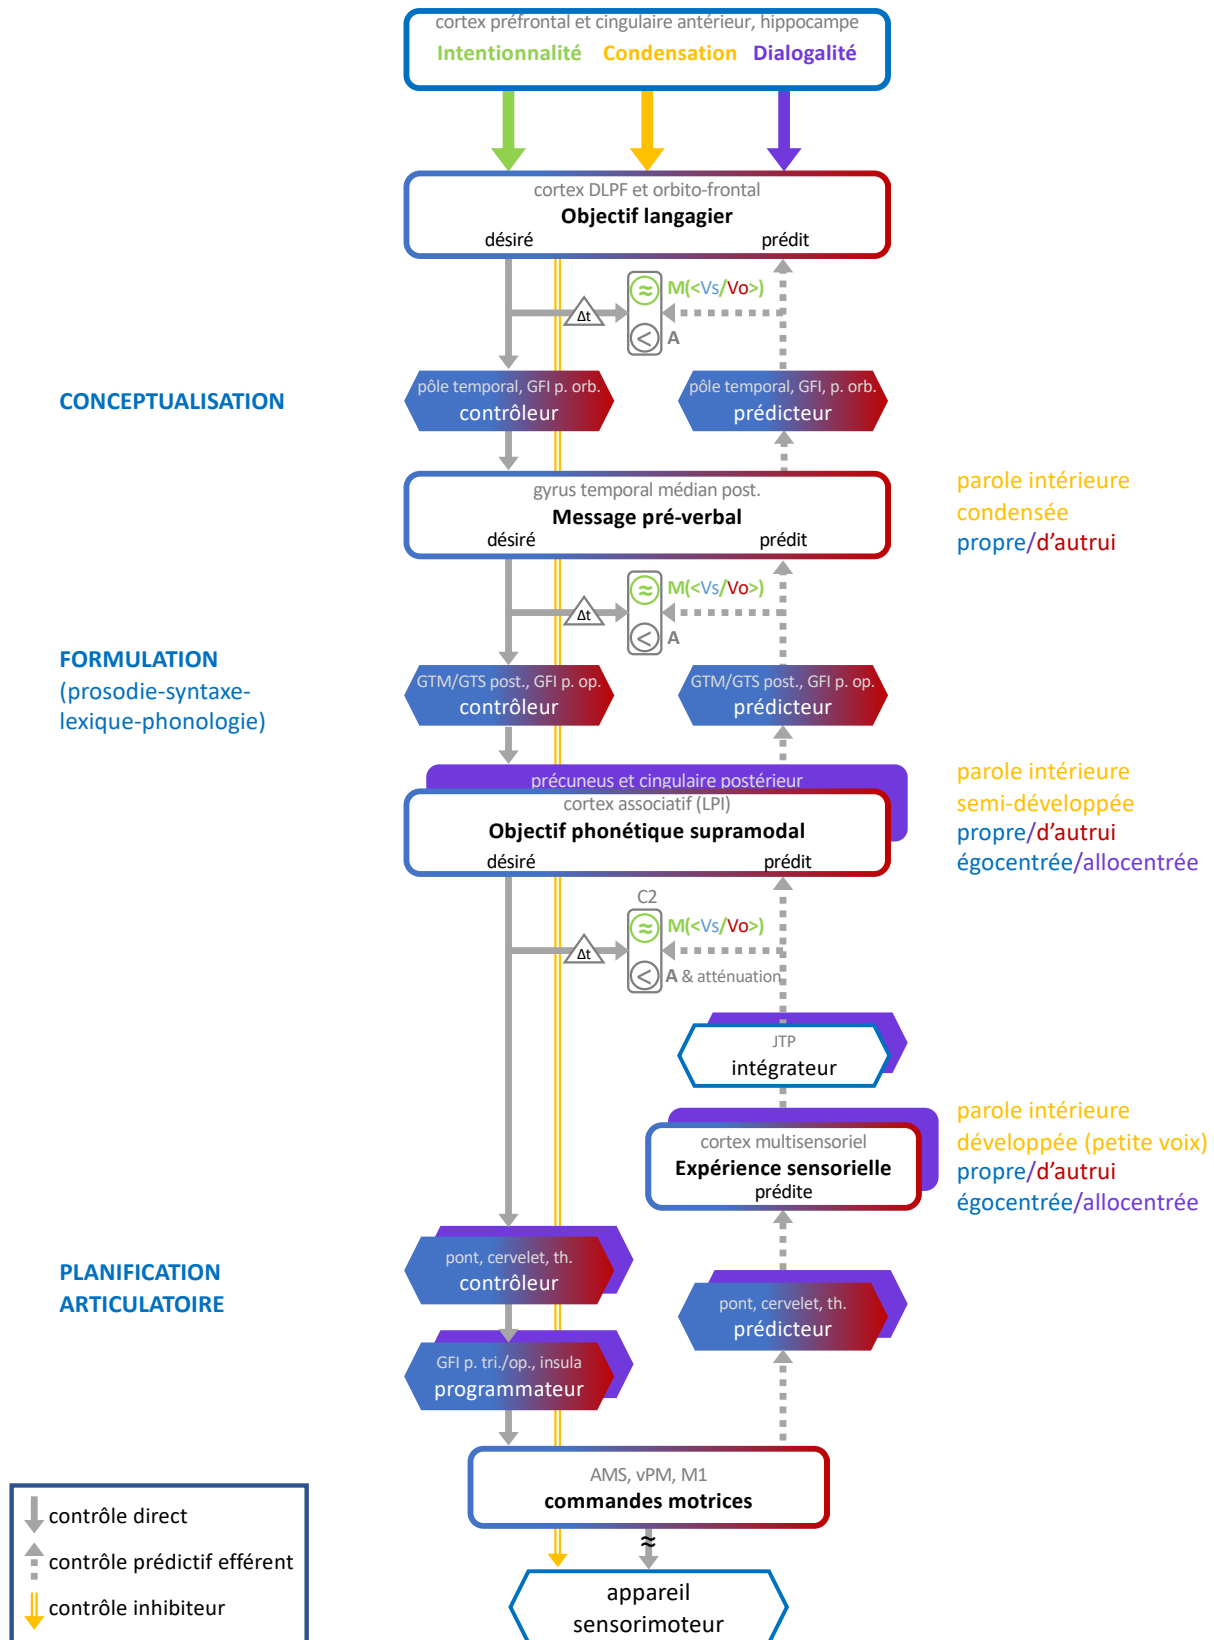 cortex préfrontal et cingulaire antérieur, hippocampe
Intentionnalité Condensation Dialogalité
cortex DLPF et orbito-frontal
Objectif langagier
désiré prédit
≈ M(<Vs/Vo>)
Δt
< A
pôle temporal, GFI p. orb. pôle temporal, GFI, p. orb.
CONCEPTUALISATION contrôleur prédicteur
gyrus temporal médian post.
Message pré-verbal
désiré prédit
parole intérieure
condensée
propre/d'autrui
≈ M(<Vs/Vo>)
Δt
< A
FORMULATION
(prosodie-syntaxe-
lexique-phonologie)
GTM/GTS post., GFI p. op. GTM/GTS post., GFI p. op.
contrôleur prédicteur
précuneus et cingulaire postérieur
cortex associatif (LPI)
Objectif phonétique supramodal
désiré prédit
parole intérieure
semi-développée
propre/d'autrui
égocentrée/allocentrée
C2
≈ M(<Vs/Vo>)
Δt
< A & atténuation
JTP
intégrateur
cortex multisensoriel
Expérience sensorielle
prédite
parole intérieure
développée (petite voix)
propre/d'autrui
égocentrée/allocentrée
PLANIFICATION
ARTICULATOIRE
pont, cervelet, th.
contrôleur
pont, cervelet, th.
prédicteur
GFI p. tri./op., insula
programmateur
AMS, vPM, M1
commandes motrices
≈
appareil
sensorimoteur
contrôle direct
contrôle prédictif efférent
contrôle inhibiteur